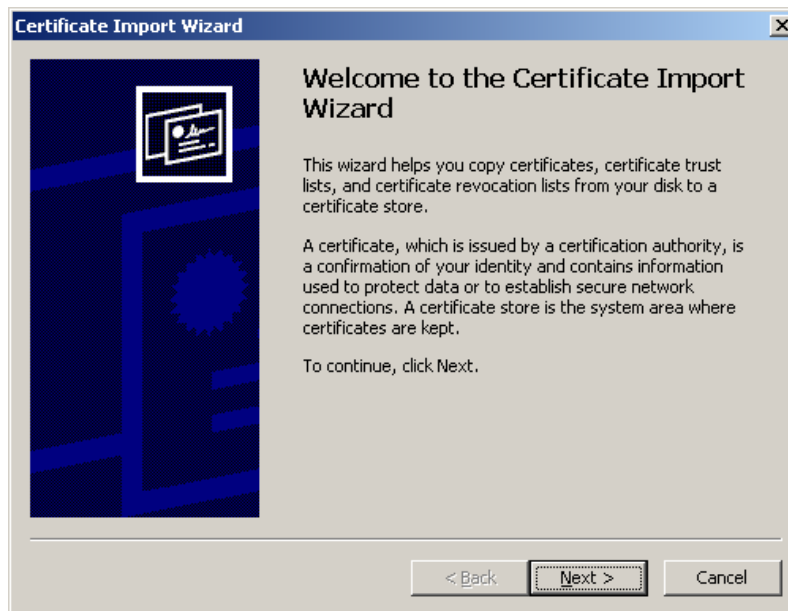 Certificate Import Wizard
Welcome to the Certificate Import
Wizard
This wizard helps you copy certificates, certificate trust
lists, and certificate revocation lists from your disk to a
certificate store.
A certificate, which is issued by a certification authority, is
a confirmation of your identity and contains information
used to protect data or to establish secure network
connections. A certificate store is the system area where
certificates are kept.
To continue, click Next.
< Back Next > Cancel